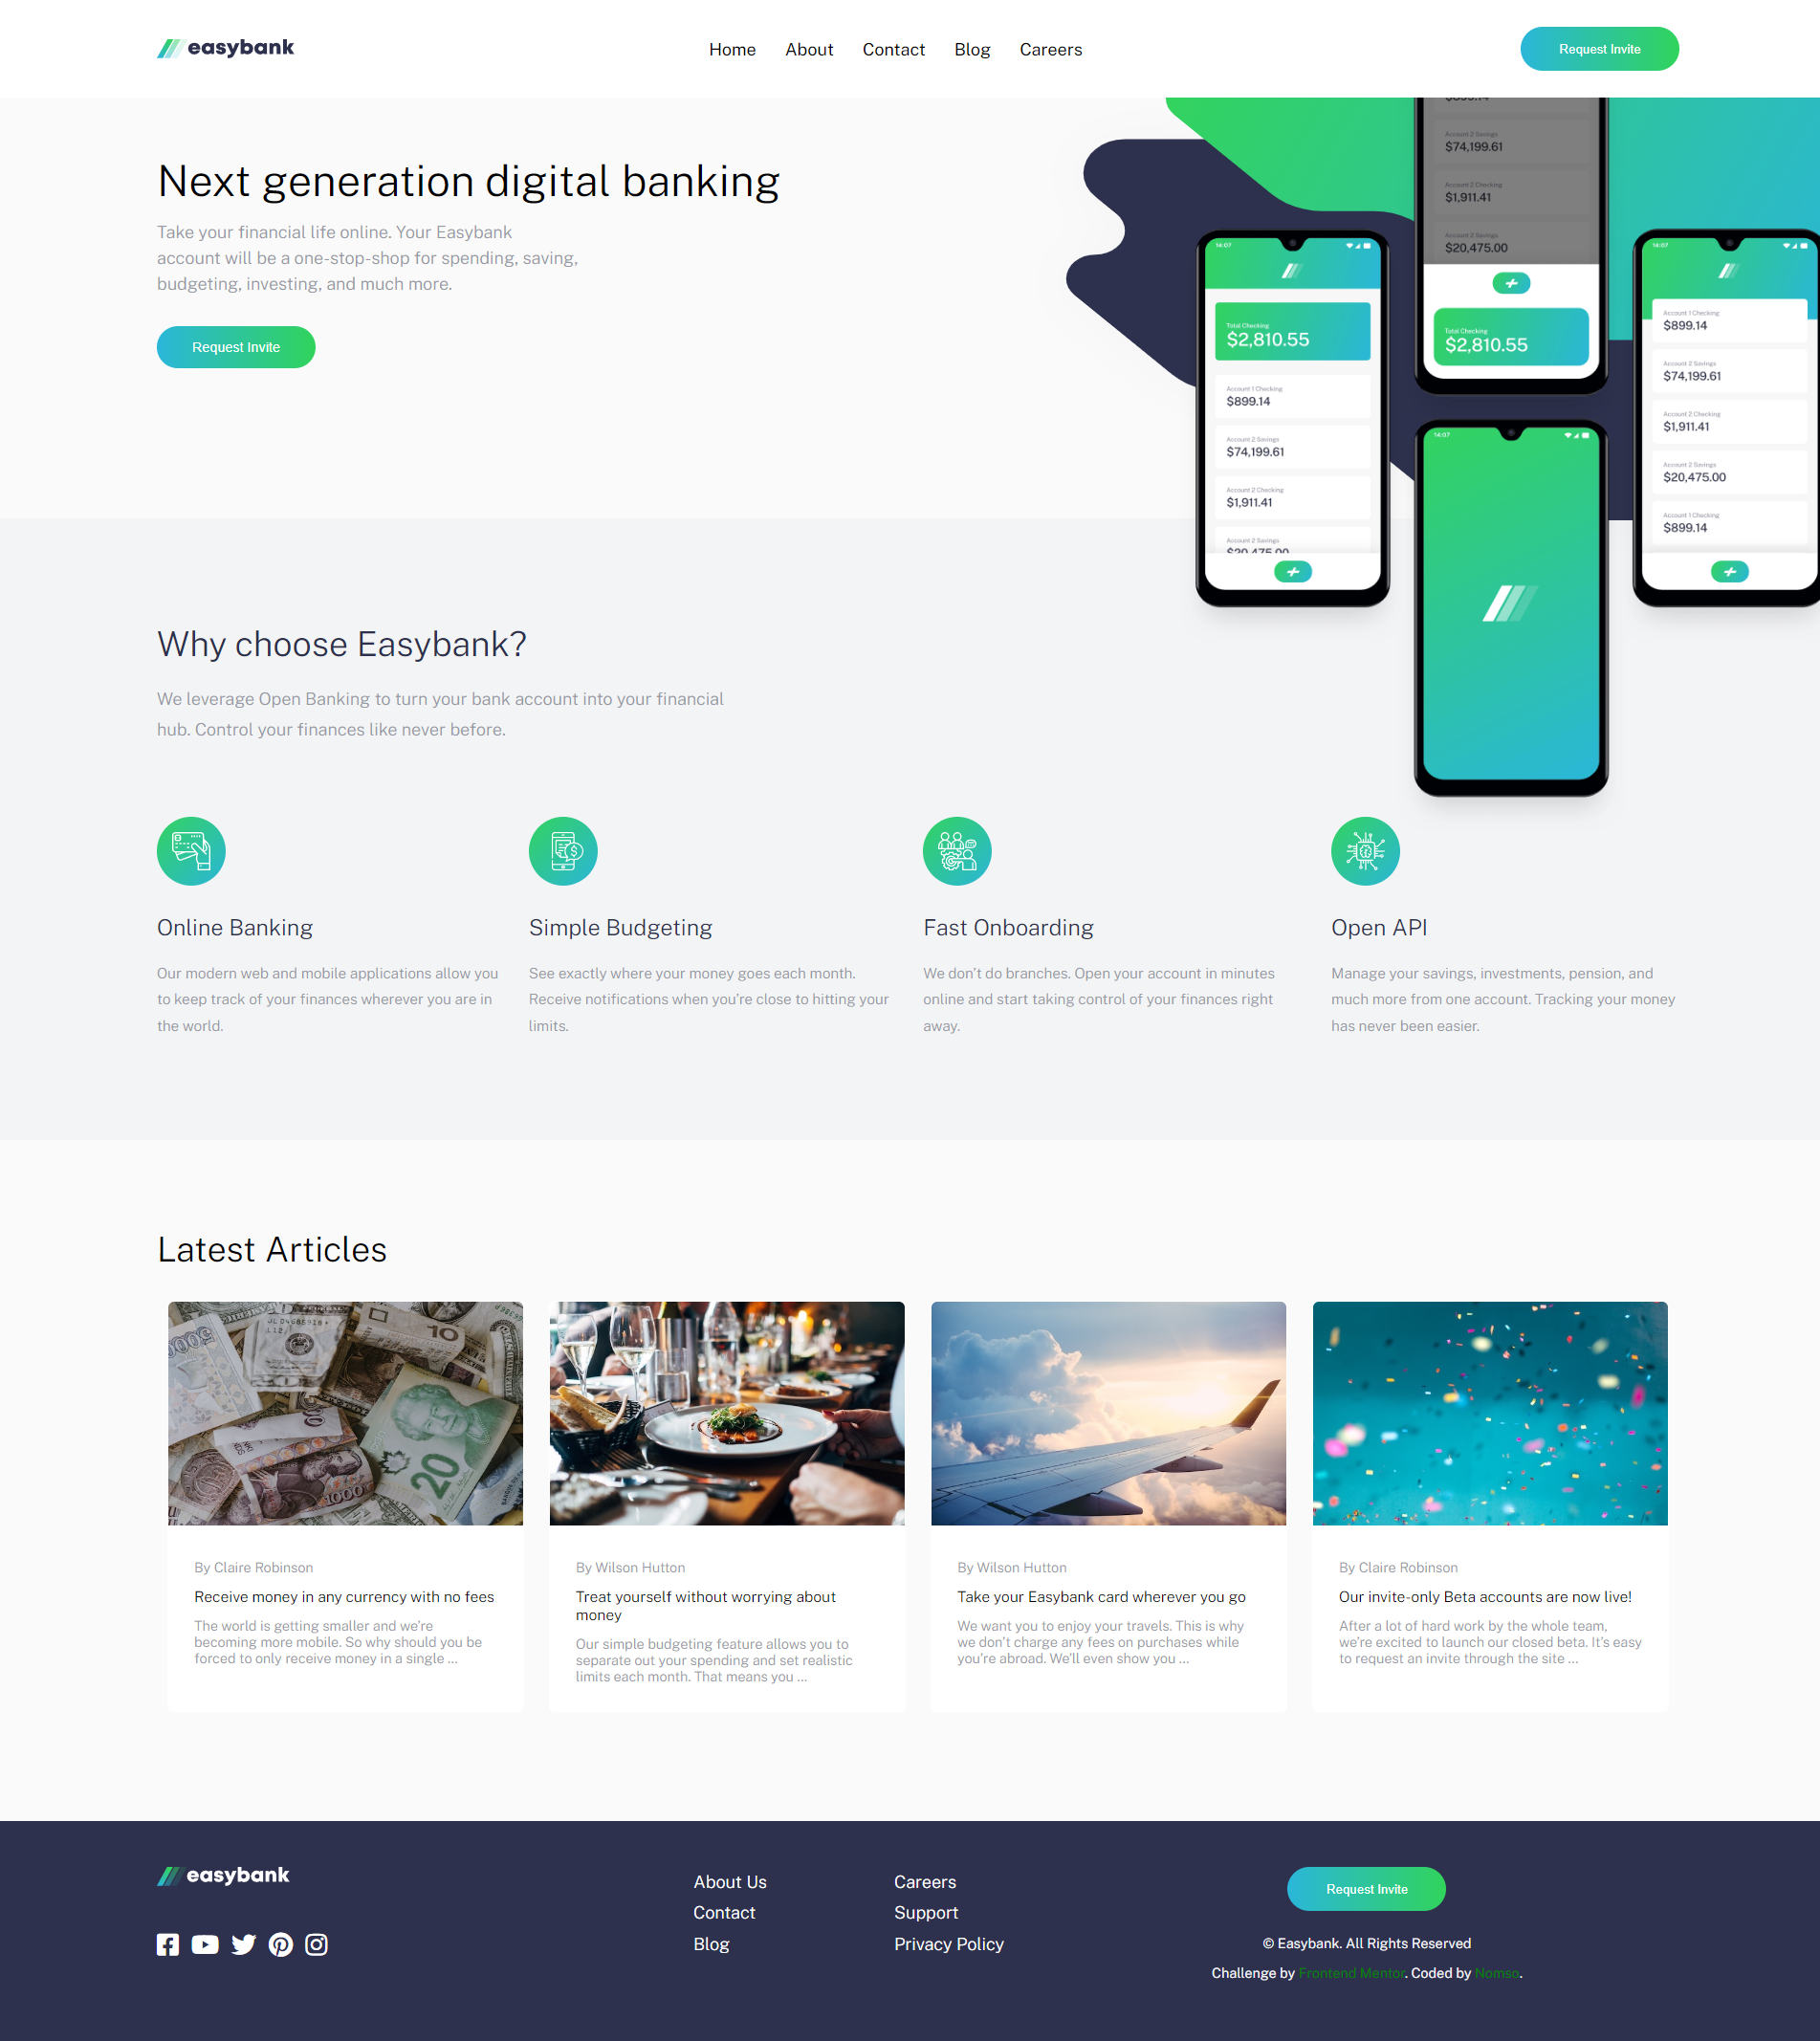 easybank
Home
About
Contact
Blog
Careers
Request Invite
Next generation digital banking
Take your financial life online. Your Easybank
account will be a one-stop-shop for spending, saving,
budgeting, investing, and much more.
Request Invite
Account 2 Savings
$74,199.61
Account 2 Checking
$1,911.41
Account 2 Savings
$20,475.00
Total Checking
$2,810.55
14:07
Total Checking
$2,810.55
Account 1 Checking
$899.14
Account 2 Savings
$74,199.61
Account 2 Checking
$1,911.41
Account 2 Savings
$20,475.00
14:07
Account 1 Checking
$899.14
Account 2 Savings
$74,199.61
Account 2 Checking
$1,911.41
Account 2 Savings
$20,475.00
Account 1 Checking
$899.14
14:07
Why choose Easybank?
We leverage Open Banking to turn your bank account into your financial
hub. Control your finances like never before.
Online Banking
Our modern web and mobile applications allow you
to keep track of your finances wherever you are in
the world.
Simple Budgeting
See exactly where your money goes each month.
Receive notifications when you're close to hitting your
limits.
Fast Onboarding
We don't do branches. Open your account in minutes
online and start taking control of your finances right
away.
Open API
Manage your savings, investments, pension, and
much more from one account. Tracking your money
has never been easier.
Latest Articles
10
20
1000
By Claire Robinson
Receive money in any currency with no fees
The world is getting smaller and we're
becoming more mobile. So why should you be
forced to only receive money in a single ...
By Wilson Hutton
Treat yourself without worrying about
money
Our simple budgeting feature allows you to
separate out your spending and set realistic
limits each month. That means you ...
By Wilson Hutton
Take your Easybank card wherever you go
We want you to enjoy your travels. This is why
we don't charge any fees on purchases while
you're abroad. We'll even show you ...
By Claire Robinson
Our invite-only Beta accounts are now live!
After a lot of hard work by the whole team,
we're excited to launch our closed beta. It's easy
to request an invite through the site ...
easybank
About Us
Contact
Blog
Careers
Support
Privacy Policy
Request Invite
© Easybank. All Rights Reserved
Challenge by Frontend Mentor. Coded by Nomso.